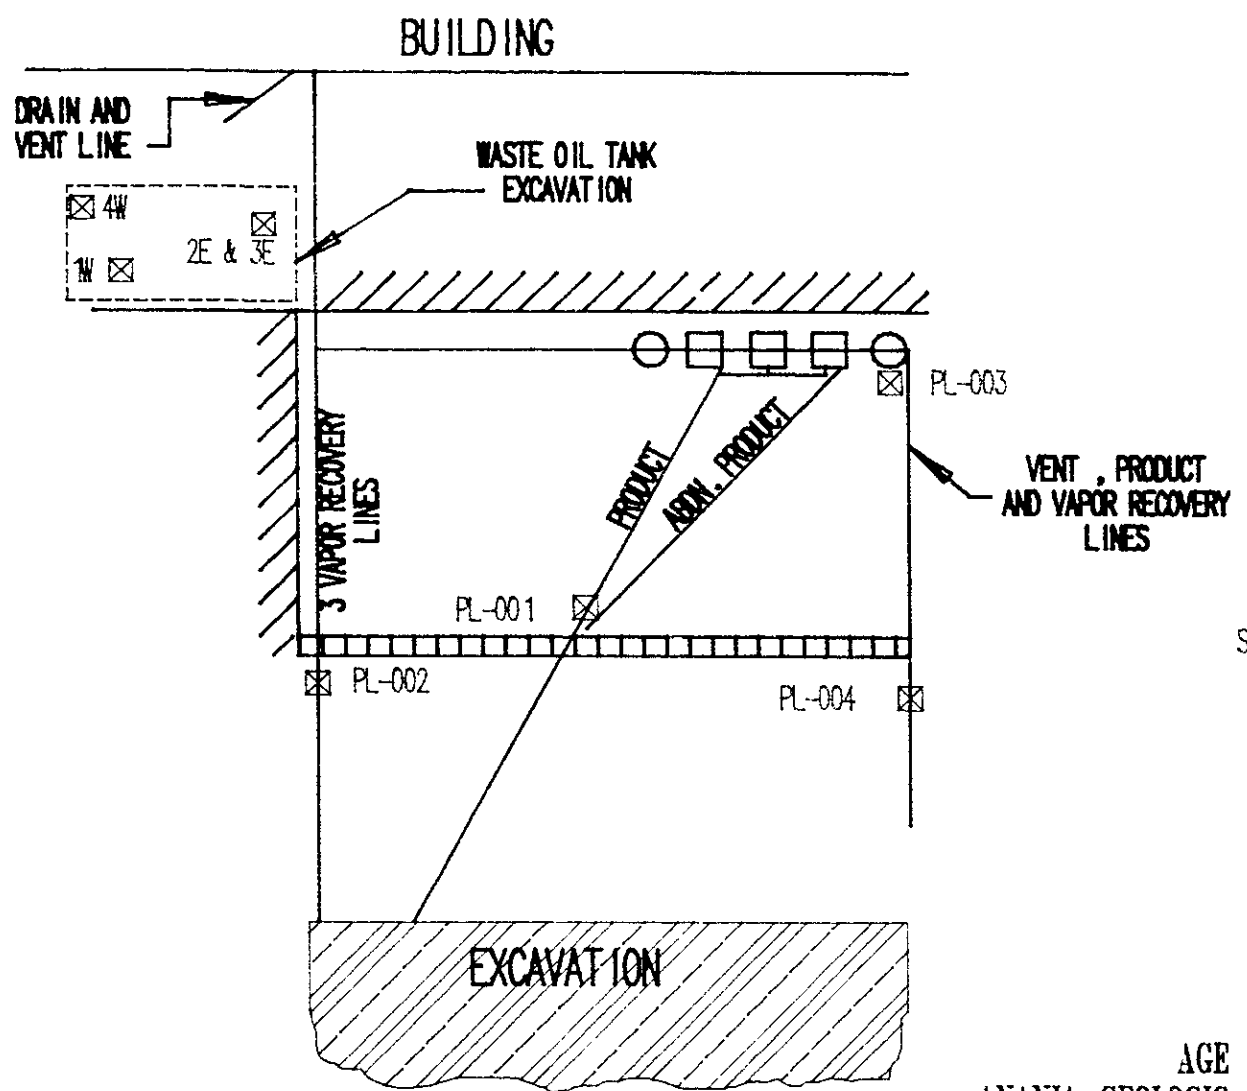 BUILDING
DRAIN AND
VENT LINE
WASTE OIL TANK
EXCAVATION
4W
2E & 3E
1W
PL-003
3 VAPOR RECOVERY
LINES
PRODUCT
ABDN. PRODUCT
VENT , PRODUCT
AND VAPOR RECOVERY
LINES
PL-001
S
PL-002
PL-004
EXCAVATION
AGE